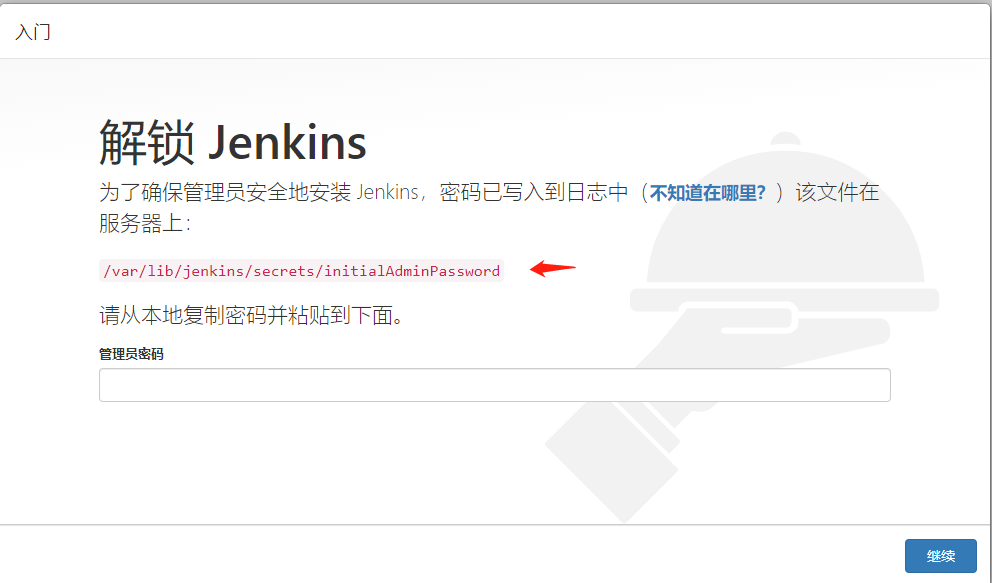 入门
解锁 Jenkins
为了确保管理员安全地安装 Jenkins，密码已写入到日志中（不知道在哪里？）该文件在
服务器上：
/var/lib/jenkins/secrets/initialAdminPassword
请从本地复制密码并粘贴到下面。
管理员密码
继续